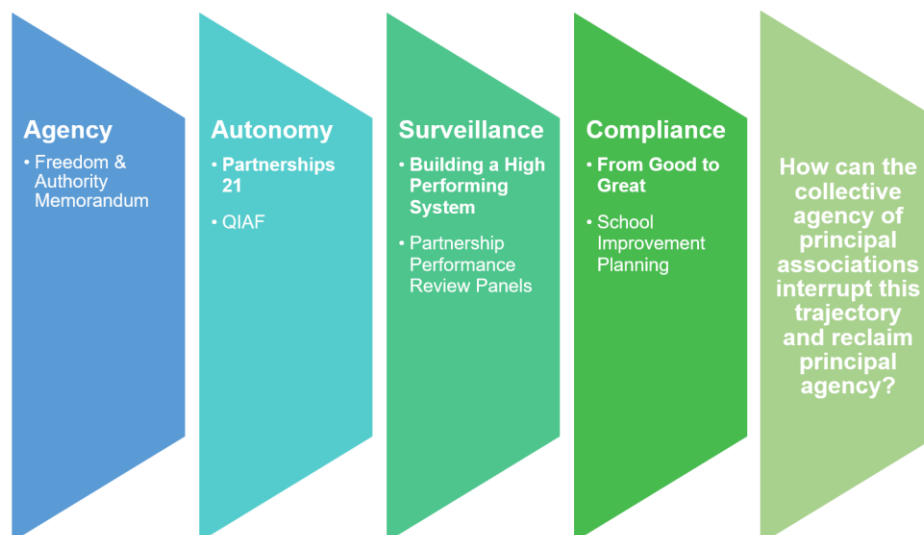 Agency
• Freedom &
Authority
Memorandum
Autonomy
• Partnerships
21
• QIAF
Surveillance
• Building a High
Performing
System
• Partnership
Performance
Review Panels
Compliance
• From Good to
Great
• School
Improvement
Planning
How can the
collective
agency of
principal
associations
interrupt this
trajectory
and reclaim
principal
agency?